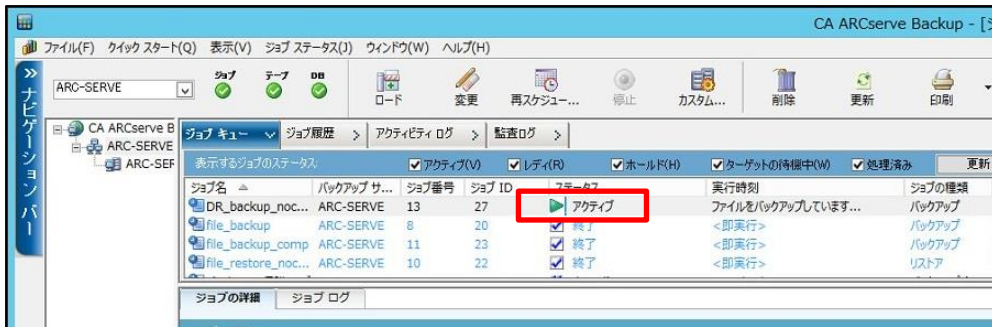 CA ARCserve Backup - [
ファイル(F) クイック スタート(Q) 表示(V) ジョブ ステータス(J) ウィンドウ(W) ヘルプ(H)
ナビゲーション バー
ARC-SERVE
ジョブ テープ DB
ロード 変更 再スケジュー... 停止 カスタム... 削除 更新 印刷
CA ARCserve B
ARC-SERVE
ARC-SEF
ジョブ キュー ジョブ履歴 > アクティビティ ログ > 監査ログ >
表示するジョブのステータス: アクティブ(V) レディ(R) ホールド(H) ターゲットの待機中(W) 処理済み 更新
ジョブ名 バックアップ サ... ジョブ番号 ジョブ ID ステータス 実行時刻 ジョブの種類
DR_backup_noc... ARC-SERVE 13 27 アクティブ ファイルをバックアップしています... バックアップ
file_backup ARC-SERVE 8 20 終了 <即実行> バックアップ
file_backup_comp ARC-SERVE 11 23 終了 <即実行> バックアップ
file_restore_noc... ARC-SERVE 10 22 終了 <即実行> リストア
ジョブの詳細 ジョブ ログ